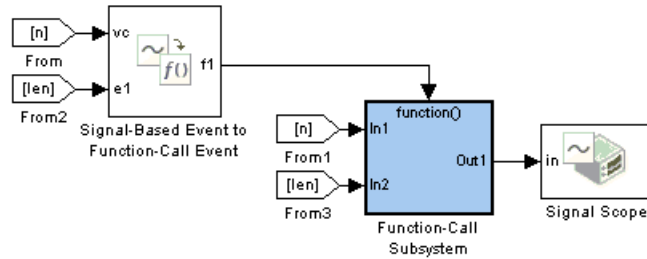 [n]
From
[len]
From2
vc
e1
f()
f1
Signal-Based Event to
Function-Call Event
[n]
From1
[len]
From3
function()
In1
In2
Out1
Function-Call
Subsystem
in
Signal Scope